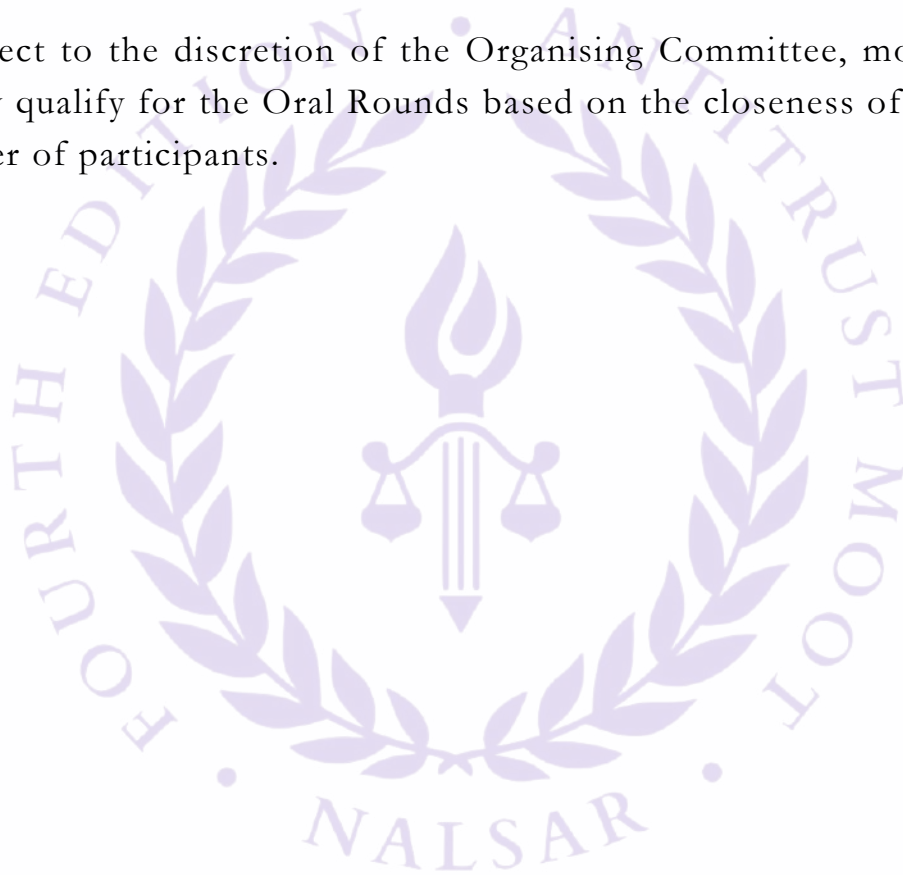 ect to the discretion of the Organising Committee, mo
qualify for the Oral Rounds based on the closeness of
er of participants.
FOURTH EDITION • ANTITRUST MOOT • NALSAR •